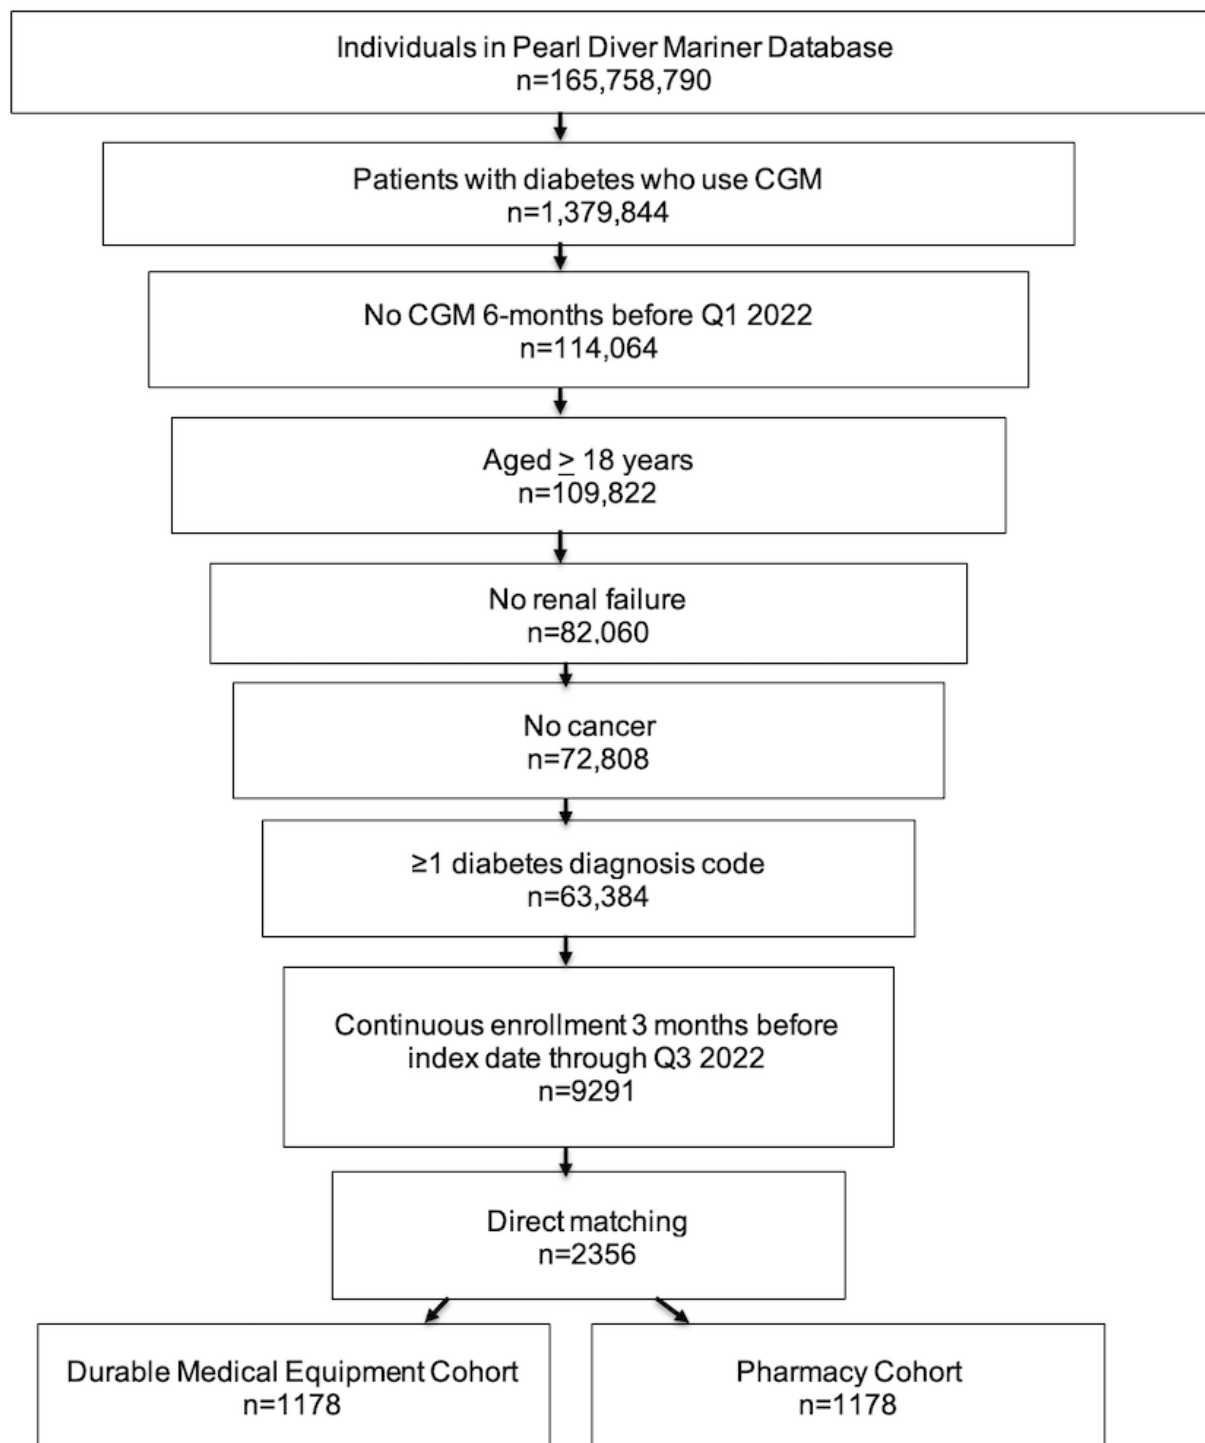 Individuals in Pearl Diver Mariner Database
n=165,758,790
Patients with diabetes who use CGM
n=1,379,844
No CGM 6-months before Q1 2022
n=114,064
Aged ≥ 18 years
n=109,822
No renal failure
n=82,060
No cancer
n=72,808
≥1 diabetes diagnosis code
n=63,384
Continuous enrollment 3 months before
index date through Q3 2022
n=9291
Direct matching
n=2356
Durable Medical Equipment Cohort
n=1178
Pharmacy Cohort
n=1178